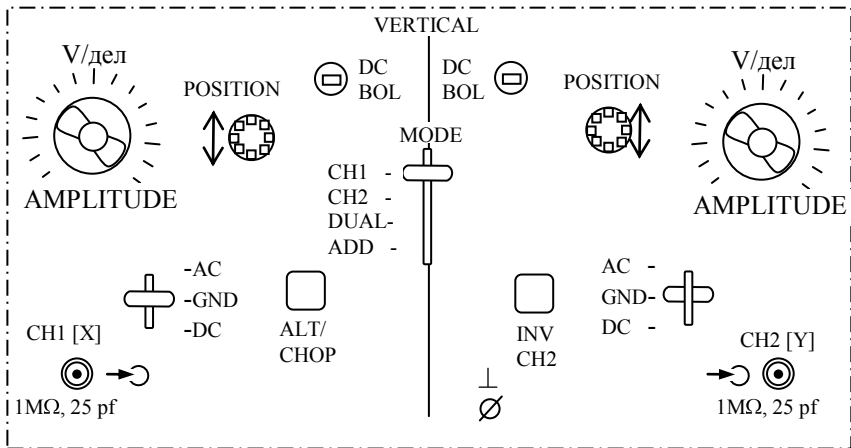 VERTICAL
V/дел
POSITION
DC
BOL
DC
BOL
POSITION
V/дел
AMPLITUDE
MODE
CH1 -
CH2 -
DUAL-
ADD -
AMPLITUDE
-AC
-GND
-DC
ALT/
CHOP
INV
CH2
AC -
GND-
DC -
CH1 [X]
1MΩ, 25 pf
⊥
CH2 [Y]
1MΩ, 25 pf